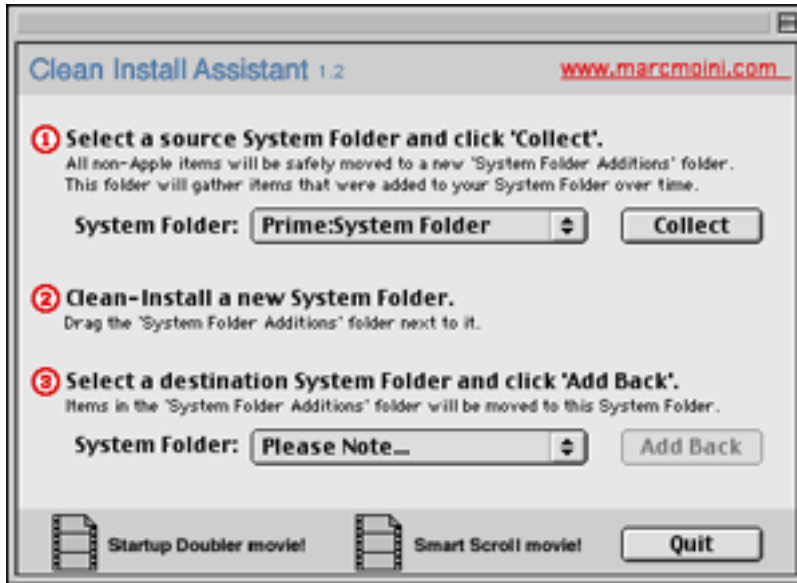 Clean Install Assistant 1.2
www.marcmoini.com
1 Select a source System Folder and click 'Collect'.
All non-Apple items will be safely moved to a new 'System Folder Additions' folder.
This folder will gather items that were added to your System Folder over time.
System Folder: Prime:System Folder Collect
2 Clean-Install a new System Folder.
Drag the 'System Folder Additions' folder next to it.
3 Select a destination System Folder and click 'Add Back'.
Items in the 'System Folder Additions' folder will be moved to this System Folder.
System Folder: Please Note... Add Back
Startup Doubler movie! Smart Scroll movie! Quit